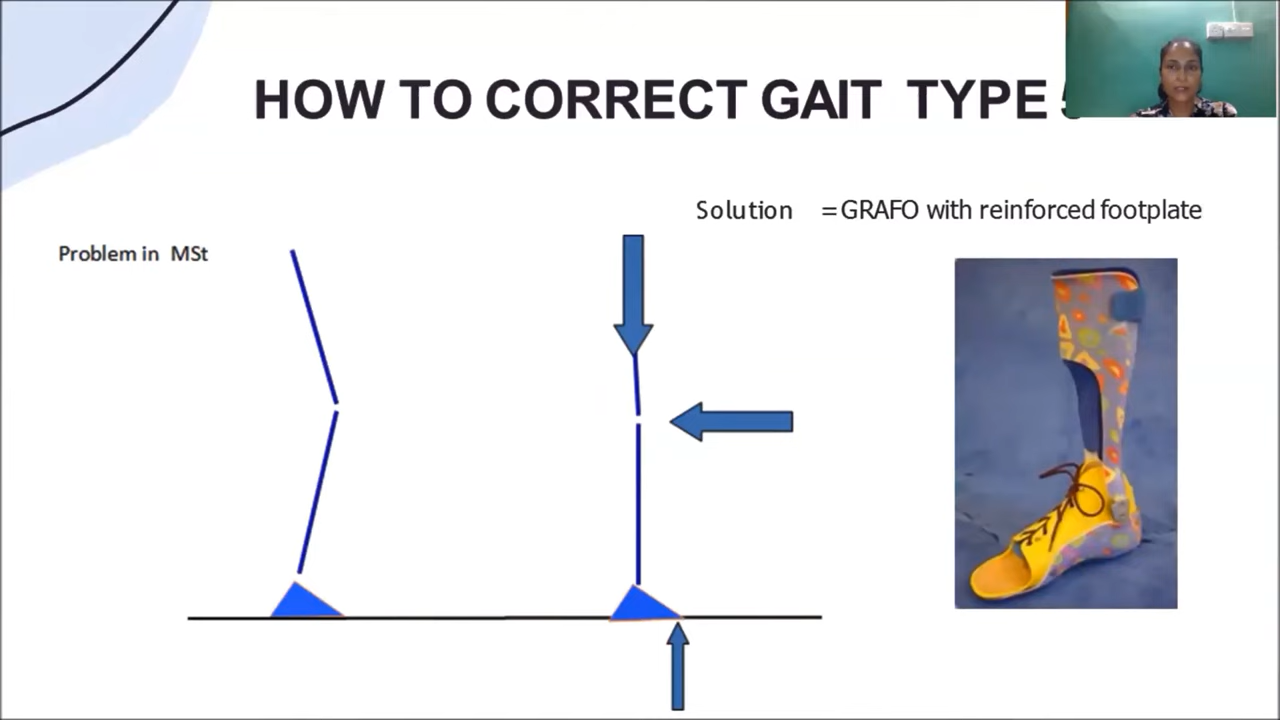 HOW TO CORRECT GAIT TYPE
Solution = GRAFO with reinforced footplate
Problem in MSt